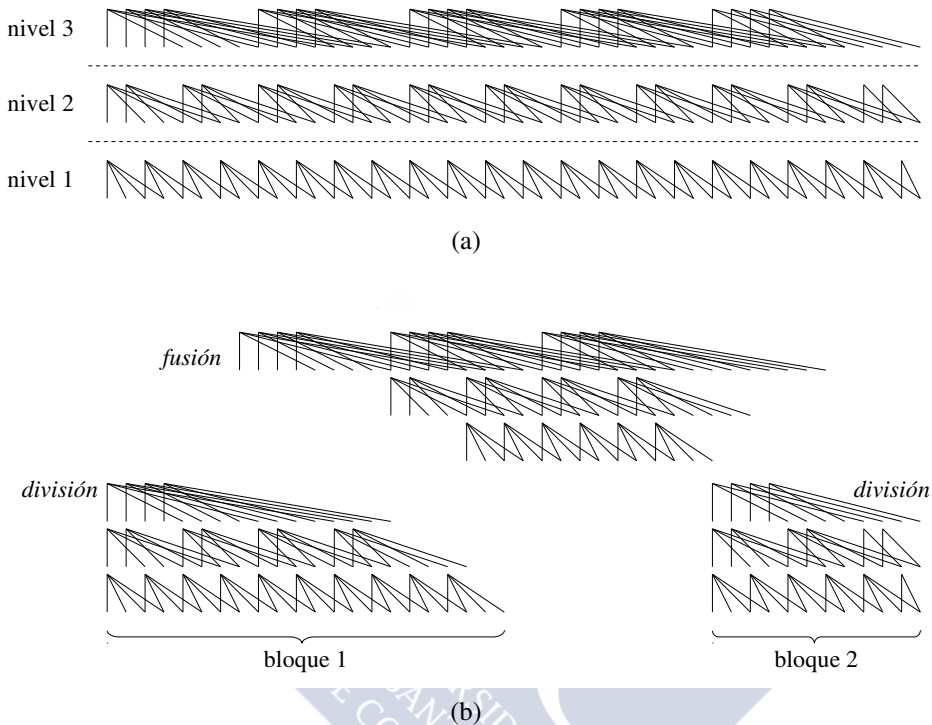 nivel 3
nivel 2
nivel 1
(a)
fusión
división
división
bloque 1
bloque 2
(b)